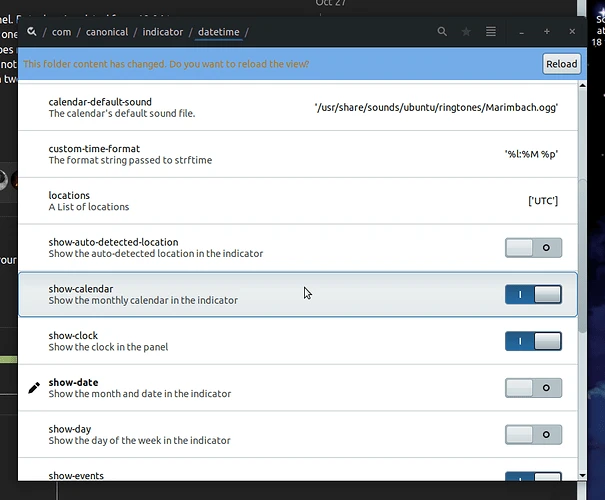 Oct 27
/ com / canonical / indicator / datetime /
This folder content has changed. Do you want to reload the view?
Reload
calendar-default-sound
The calendar's default sound file.
'/usr/share/sounds/ubuntu/ringtones/Marimbach.ogg'
custom-time-format
The format string passed to strftime
'%l:%M %p'
locations
A List of locations
['UTC']
show-auto-detected-location
Show the auto-detected location in the indicator
show-calendar
Show the monthly calendar in the indicator
show-clock
Show the clock in the panel
show-date
Show the month and date in the indicator
show-day
Show the day of the week in the indicator
show-events
one
not
your
at
18